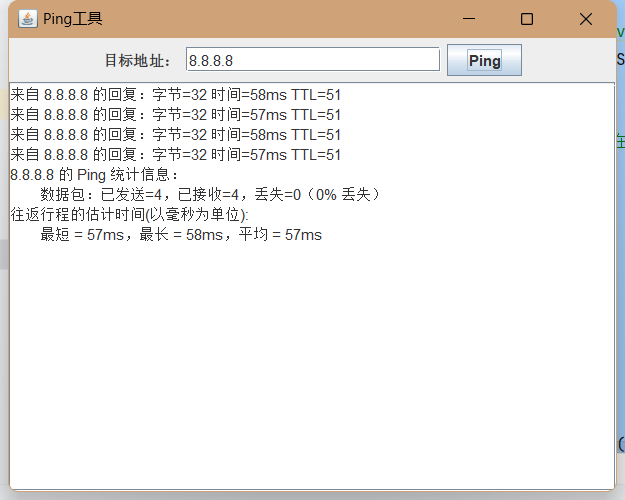 Ping工具
目标地址： 8.8.8.8 Ping
来自 8.8.8.8 的回复：字节=32 时间=58ms TTL=51
来自 8.8.8.8 的回复：字节=32 时间=57ms TTL=51
来自 8.8.8.8 的回复：字节=32 时间=58ms TTL=51
来自 8.8.8.8 的回复：字节=32 时间=57ms TTL=51
8.8.8.8 的 Ping 统计信息：
数据包：已发送=4，已接收=4，丢失=0（0% 丢失）
往返行程的估计时间(以毫秒为单位):
最短 = 57ms，最长 = 58ms，平均 = 57ms